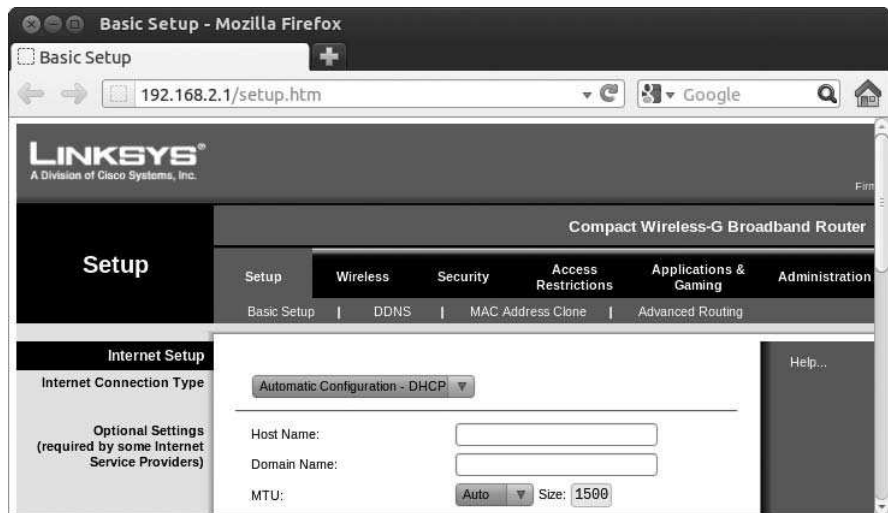 Basic Setup - Mozilla Firefox
Basic Setup
192.168.2.1/setup.htm
Google
LINKSYS®
A Division of Cisco Systems, Inc.
Compact Wireless-G Broadband Router
Setup
Setup Wireless Security Access Restrictions Applications & Gaming Administration
Basic Setup | DDNS | MAC Address Clone | Advanced Routing
Internet Setup
Help...
Internet Connection Type
Automatic Configuration - DHCP
Optional Settings
(required by some Internet
Service Providers)
Host Name:
Domain Name:
MTU:
Auto
Size: 1500